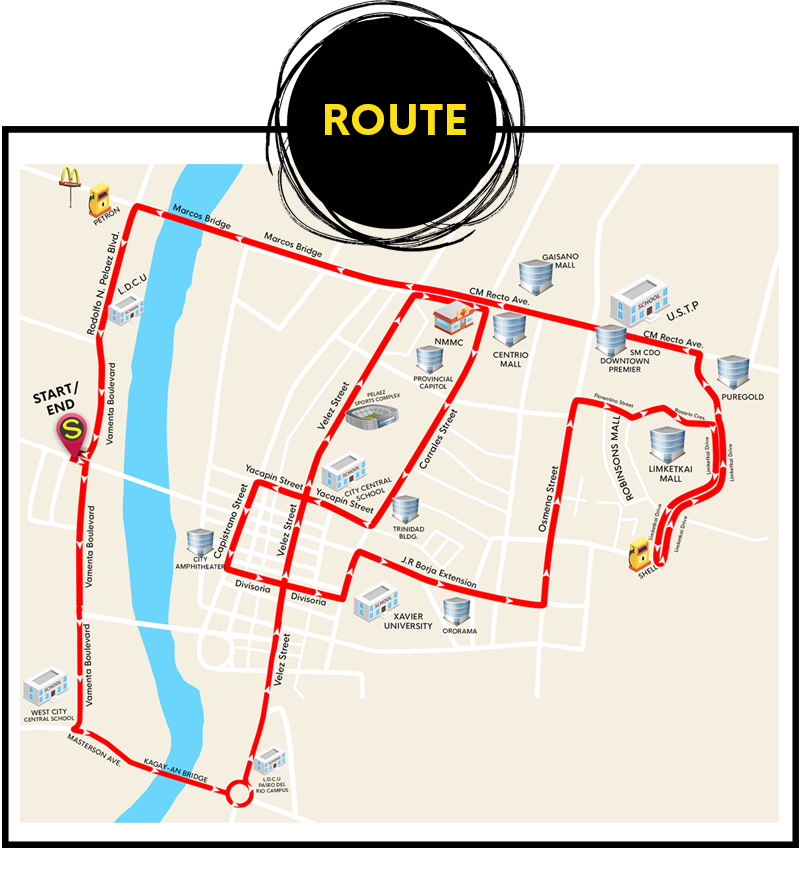 ROUTE
PETRON
Marcos Bridge
Marcos Bridge
Rodolfo N. Pelaez Blvd.
L.D.C.U
GAISANO
MALL
CM Recto Ave.
SCHOOL
U.S.T.P
CM Recto Ave.
NMMC
CENTRIO
MALL
SM CDO
DOWNTOWN
PREMIER
PROVINCIAL
CAPITOL
PUREGOLD
START/
END
S
Vamenta Boulevard
Velez Street
PELAEZ
SPORTS COMPLEX
Corrales Street
Florentino Street
Rosario Cres.
ROBINSONS MALL
LIMKETKAI
MALL
Limketkai Drive
Limketkai Drive
SCHOOL
CITY CENTRAL
SCHOOL
Yacapin Street
Yacapin Street
Capistrano Street
Velez Street
TRINIDAD
BLDG.
Osmena Street
Limketkai Drive
Limketkai Drive
SHELL
Vamenta Boulevard
CITY
AMPHITHEATER
Divisoria
Divisoria
J.R Borja Extension
SCHOOL
XAVIER
UNIVERSITY
ORORAMA
Vamenta Boulevard
Velez Street
SCHOOL
WEST CITY
CENTRAL SCHOOL
MASTERSON AVE.
KAGAY-AN BRIDGE
SCHOOL
L.D.C.U
PASEO DEL
RIO CAMPUS